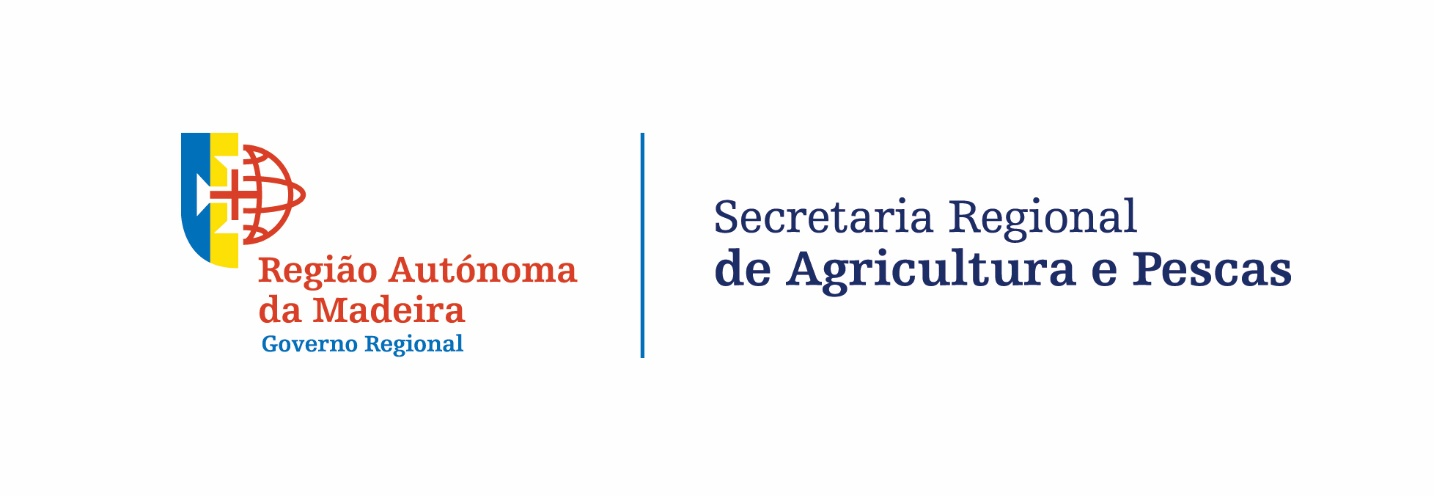 Região Autónoma
da Madeira
Governo Regional
Secretaria Regional
de Agricultura e Pescas